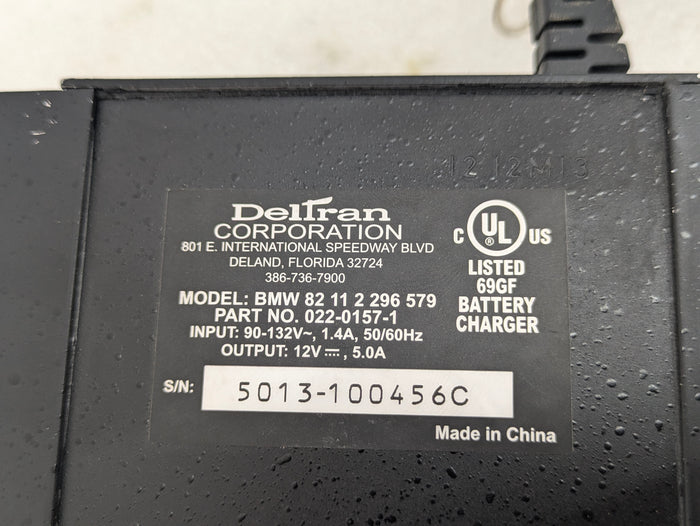 1212M13
Deltran
CORPORATION
801 E. INTERNATIONAL SPEEDWAY BLVD
DELAND, FLORIDA 32724
386-736-7900
MODEL: BMW 82 11 2 296 579
PART NO. 022-0157-1
INPUT: 90-132V~, 1.4A, 50/60Hz
OUTPUT: 12V⎓, 5.0A
C UL ® US
LISTED
69GF
BATTERY
CHARGER
S/N: 5013-100456C
Made in China